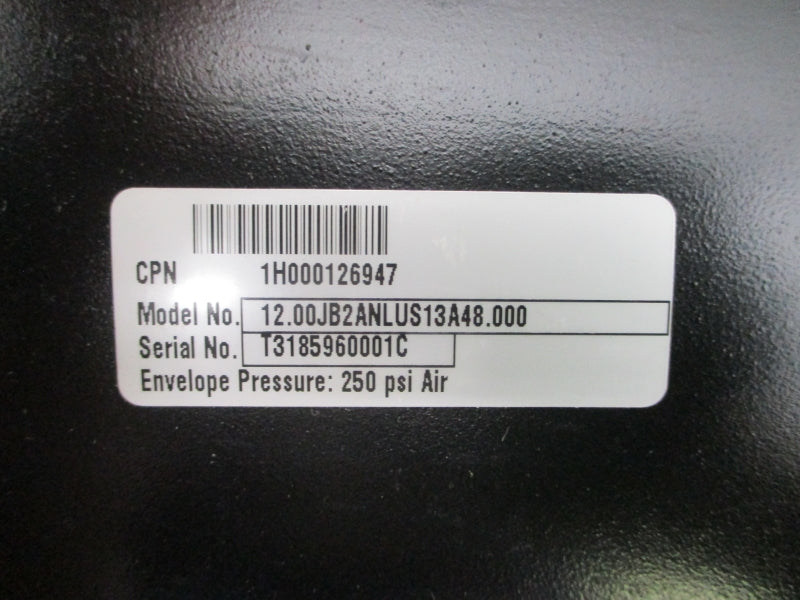 CPN 1H000126947
Model No. 12.00JB2ANLUS13A48.000
Serial No. T3185960001C
Envelope Pressure: 250 psi Air